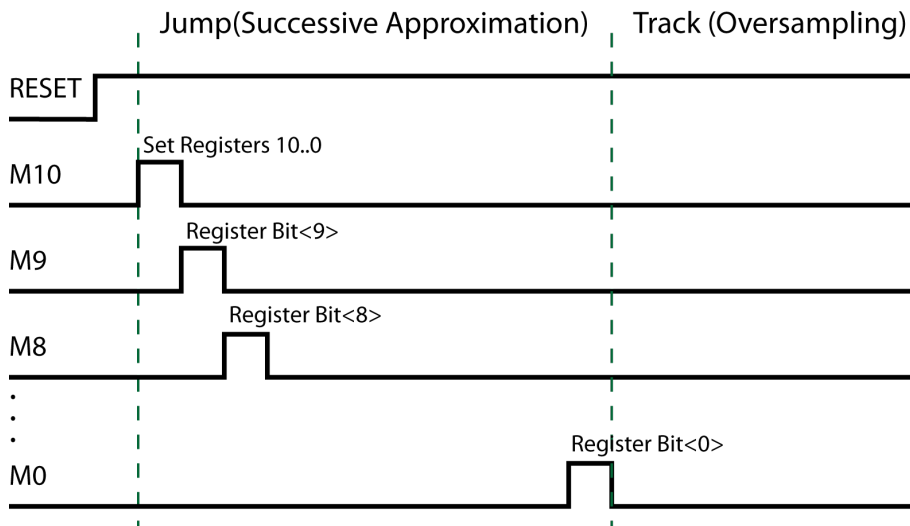 Jump(Successive Approximation)
Track (Oversampling)
RESET
Set Registers 10..0
M10
Register Bit<9>
M9
Register Bit<8>
M8
Register Bit<0>
M0